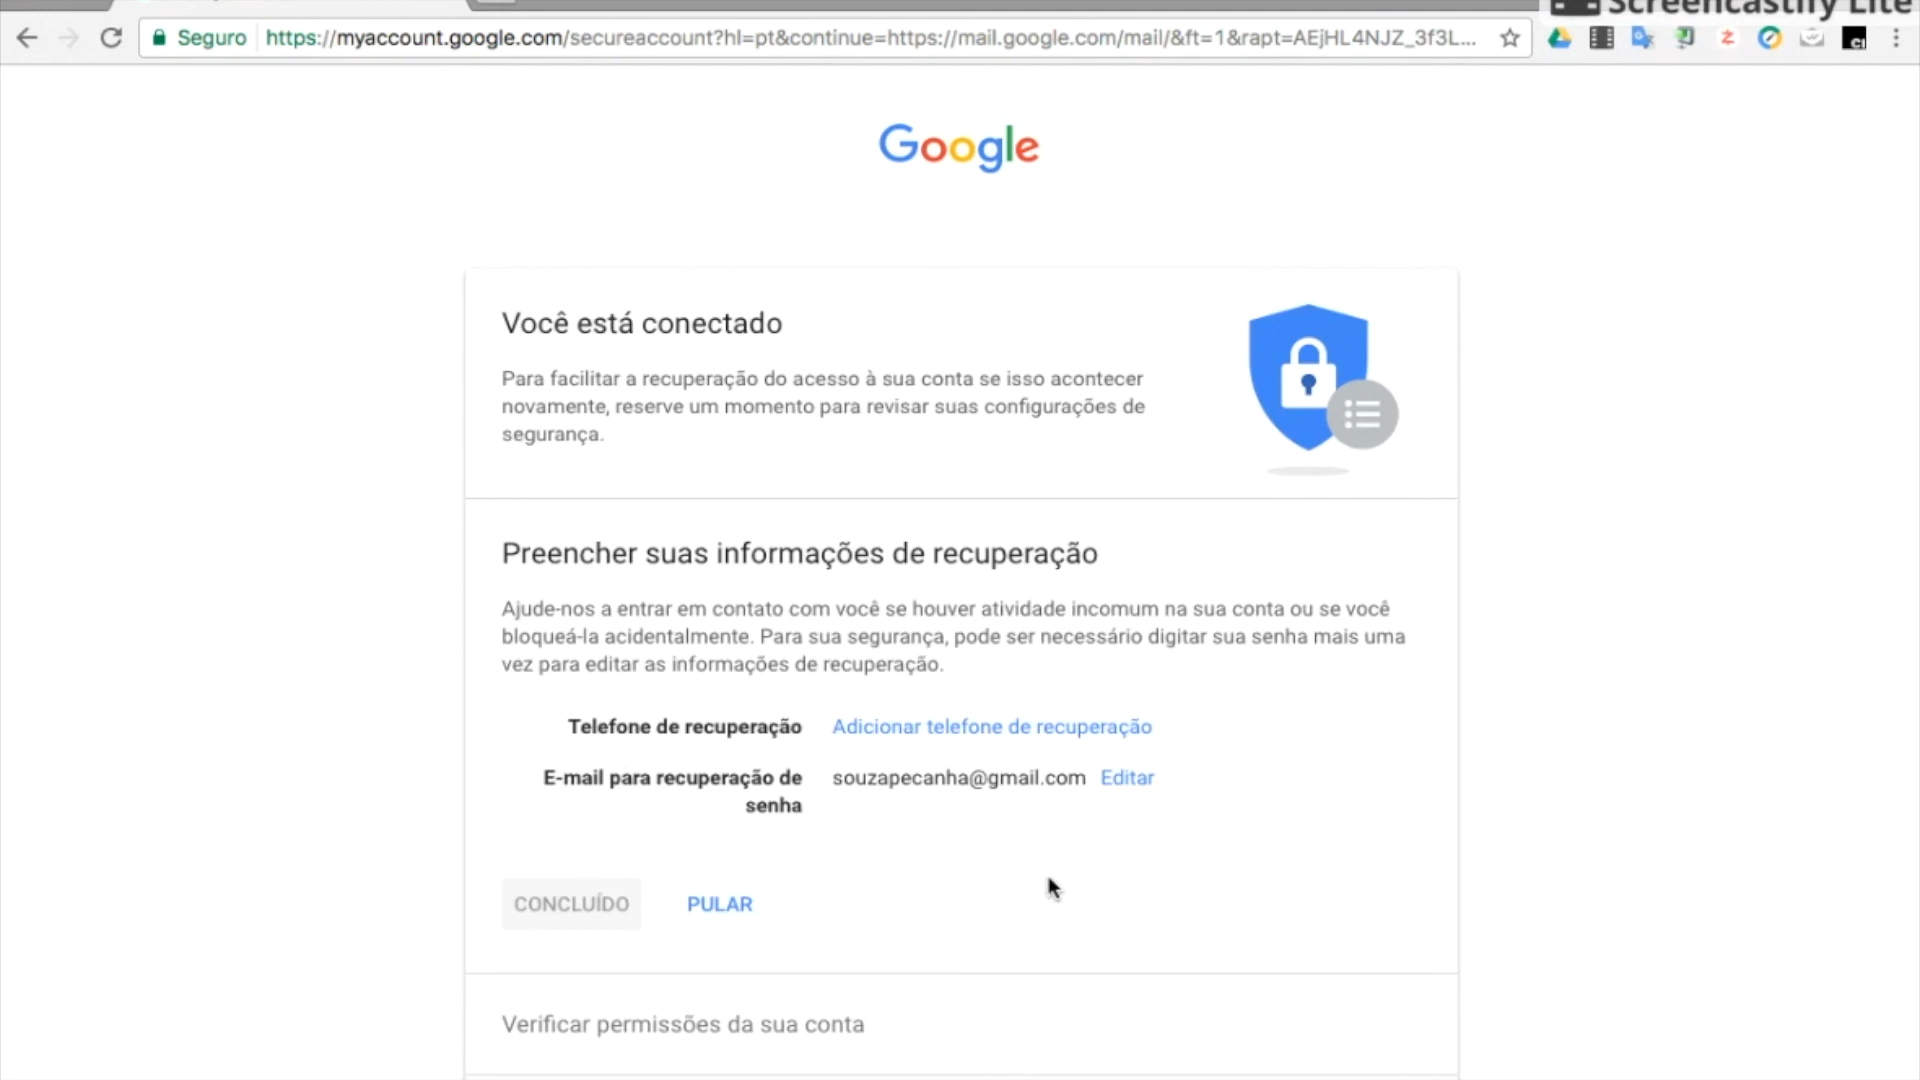 Screencastify Lite
Seguro https://myaccount.google.com/secureaccount?hl=pt&continue=https://mail.google.com/mail/&ft=1&rapt=AEjHL4NJZ_3f3L...
Google
Você está conectado
Para facilitar a recuperação do acesso à sua conta se isso acontecer
novamente, reserve um momento para revisar suas configurações de
segurança.
Preencher suas informações de recuperação
Ajude-nos a entrar em contato com você se houver atividade incomum na sua conta ou se você
bloqueá-la acidentalmente. Para sua segurança, pode ser necessário digitar sua senha mais uma
vez para editar as informações de recuperação.
Telefone de recuperação Adicionar telefone de recuperação
E-mail para recuperação de souzapecanha@gmail.com Editar
senha
CONCLUÍDO PULAR
Verificar permissões da sua conta